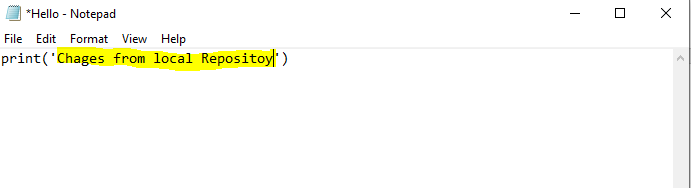 *Hello - Notepad
File Edit Format View Help
print('Chages from local Repositoy')